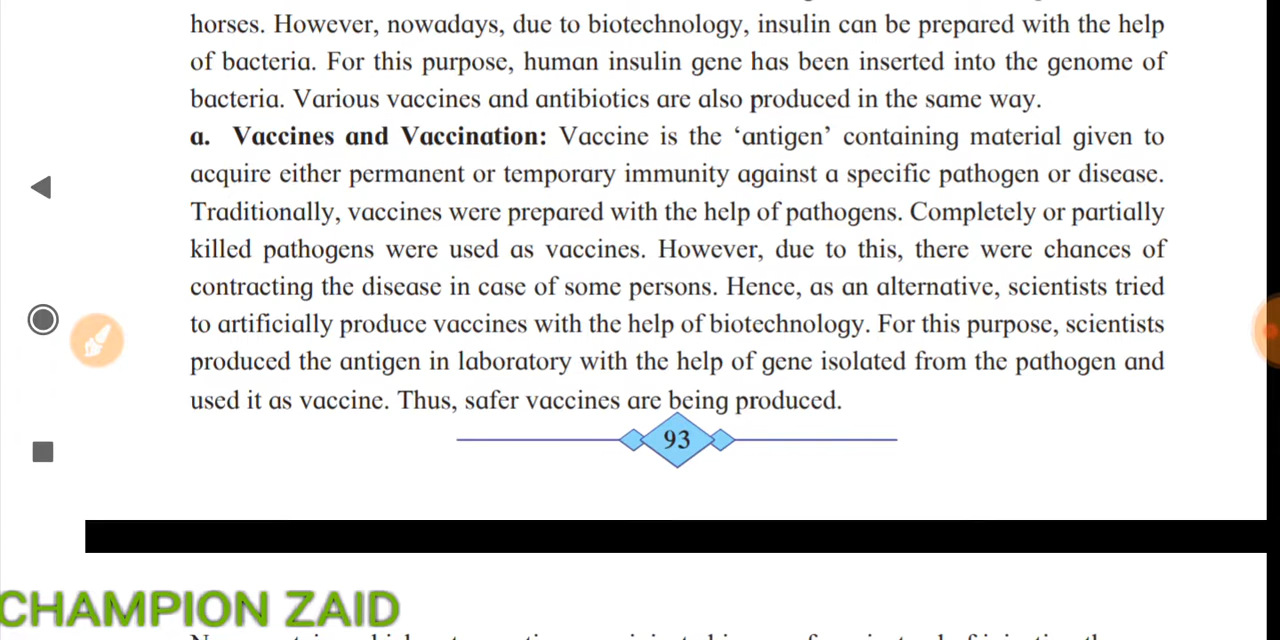 horses. However, nowadays, due to biotechnology, insulin can be prepared with the help
of bacteria. For this purpose, human insulin gene has been inserted into the genome of
bacteria. Various vaccines and antibiotics are also produced in the same way.
a. Vaccines and Vaccination: Vaccine is the ‘antigen’ containing material given to
acquire either permanent or temporary immunity against a specific pathogen or disease.
Traditionally, vaccines were prepared with the help of pathogens. Completely or partially
killed pathogens were used as vaccines. However, due to this, there were chances of
contracting the disease in case of some persons. Hence, as an alternative, scientists tried
to artificially produce vaccines with the help of biotechnology. For this purpose, scientists
produced the antigen in laboratory with the help of gene isolated from the pathogen and
used it as vaccine. Thus, safer vaccines are being produced.
93
CHAMPION ZAID